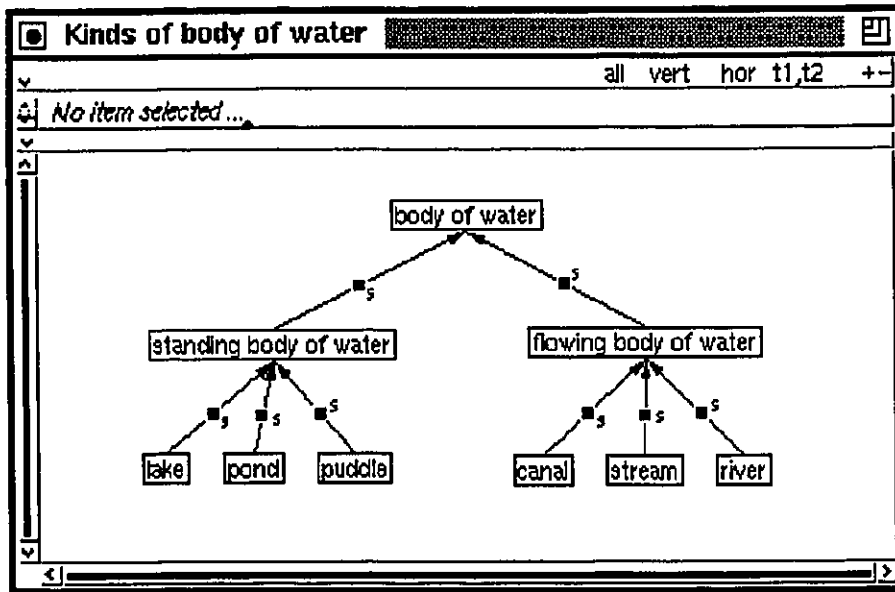 Kinds of body of water
all vert hor t1,t2 +-
No item selected ...
body of water
s s
standing body of water flowing body of water
s s s s s s
lake pond puddle canal stream river